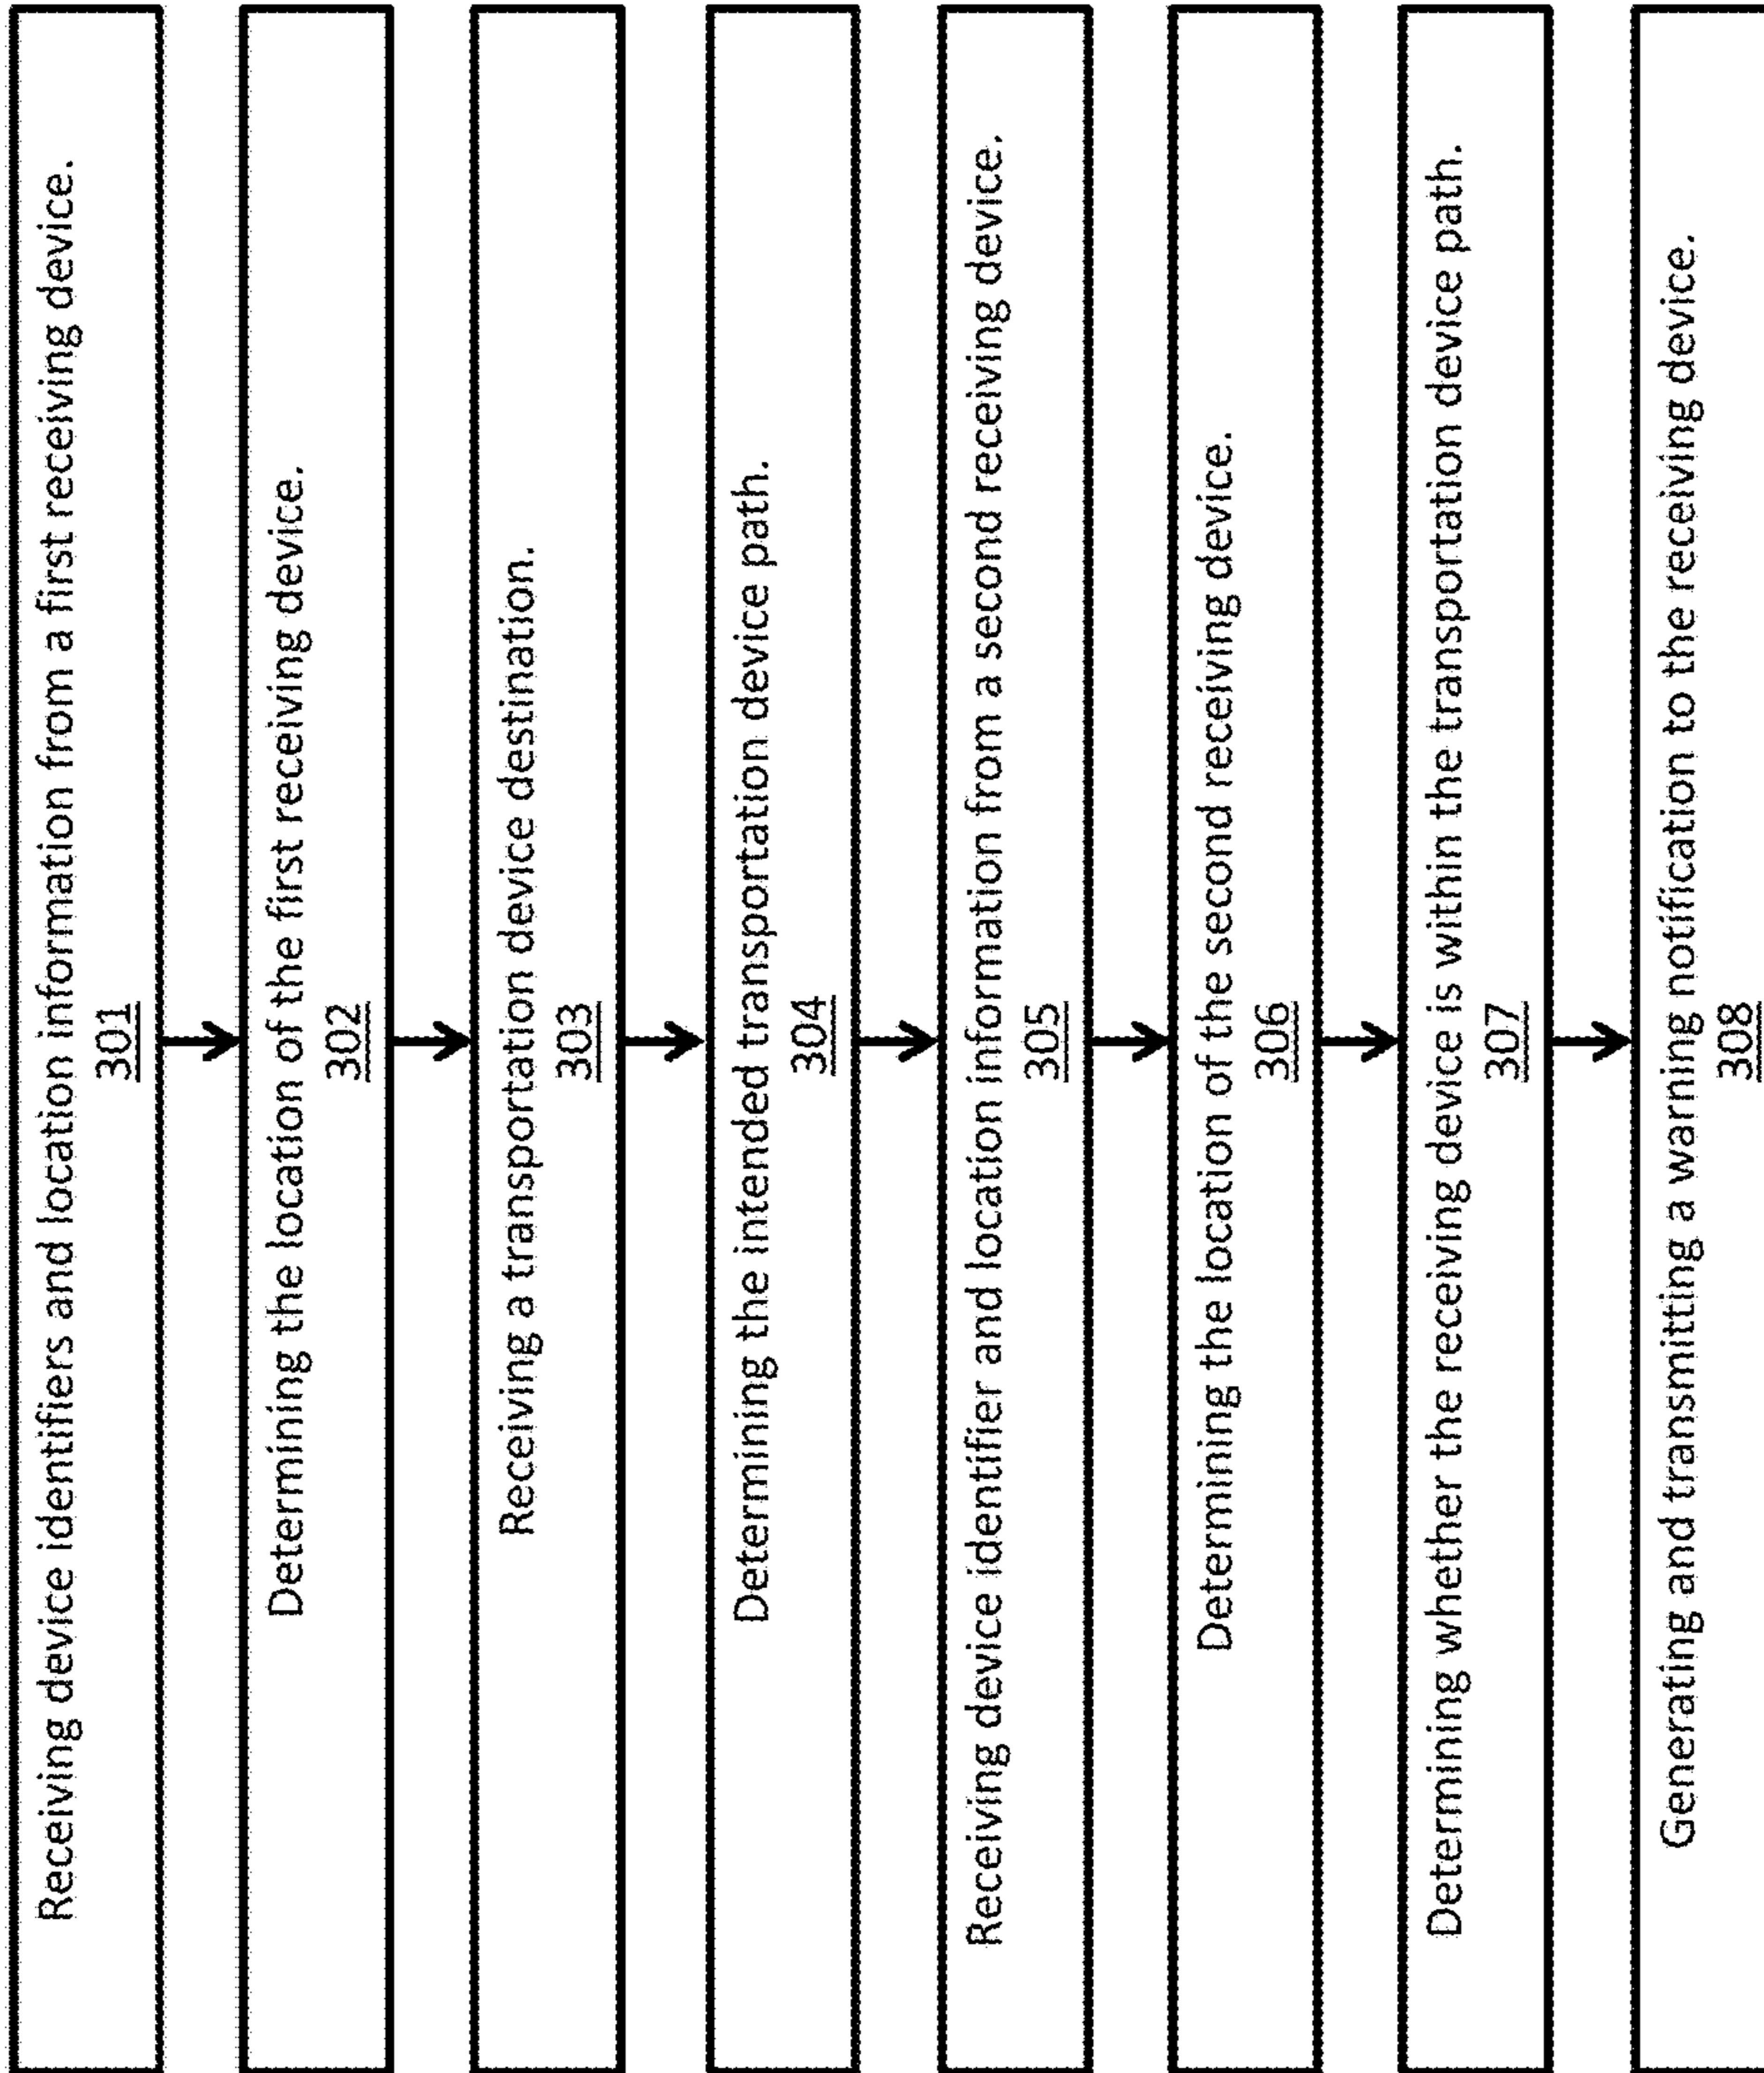 Receiving device identifiers and location information from a first receiving device.
301
Determining the location of the first receiving device.
302
Receiving a transportation device destination.
303
Determining the intended transportation device path.
304
Receiving device identifier and location information from a second receiving device.
305
Determining the location of the second receiving device.
306
Determining whether the receiving device is within the transportation device path.
307
Generating and transmitting a warning notification to the receiving device.
308